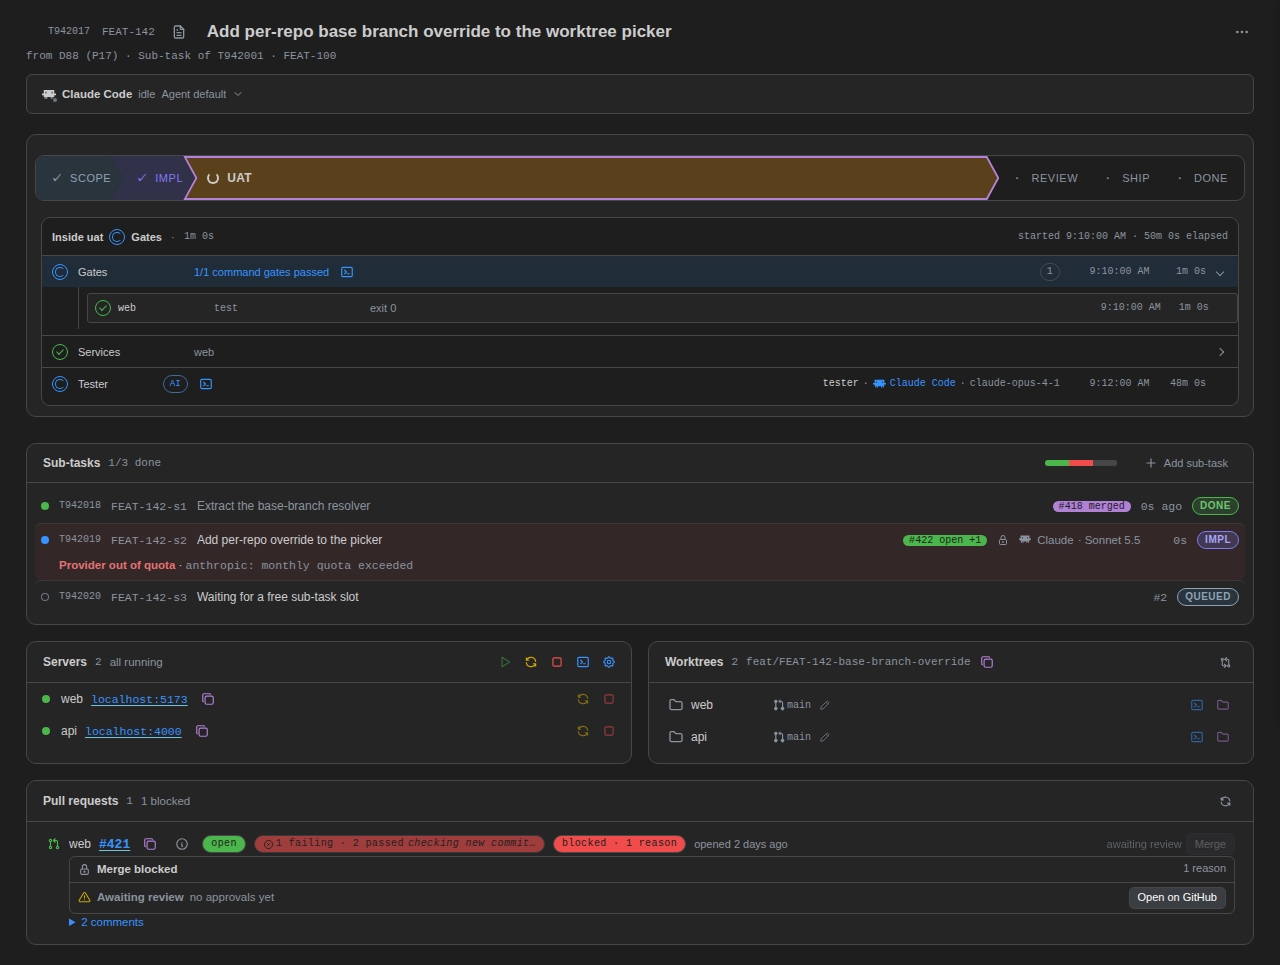 T942017 FEAT-142 Add per-repo base branch override to the worktree picker
from D88 (P17) · Sub-task of T942001 · FEAT-100
Claude Code idle Agent default
SCOPE IMPL UAT · REVIEW · SHIP · DONE
Inside uat Gates · 1m 0s started 9:10:00 AM · 50m 0s elapsed
Gates 1/1 command gates passed 1 9:10:00 AM 1m 0s
web test exit 0 9:10:00 AM 1m 0s
Services web
Tester AI tester · Claude Code · claude-opus-4-1 9:12:00 AM 48m 0s
Sub-tasks 1/3 done Add sub-task
T942018 FEAT-142-s1 Extract the base-branch resolver #418 merged 0s ago DONE
T942019 FEAT-142-s2 Add per-repo override to the picker #422 open +1 Claude · Sonnet 5.5 0s IMPL
Provider out of quota · anthropic: monthly quota exceeded
T942020 FEAT-142-s3 Waiting for a free sub-task slot #2 QUEUED
Servers 2 all running
web localhost:5173
api localhost:4000
Worktrees 2 feat/FEAT-142-base-branch-override
web main
api main
Pull requests 1 1 blocked
web #421 open 1 failing · 2 passed checking new commit… blocked · 1 reason opened 2 days ago awaiting review Merge
Merge blocked 1 reason
Awaiting review no approvals yet Open on GitHub
2 comments